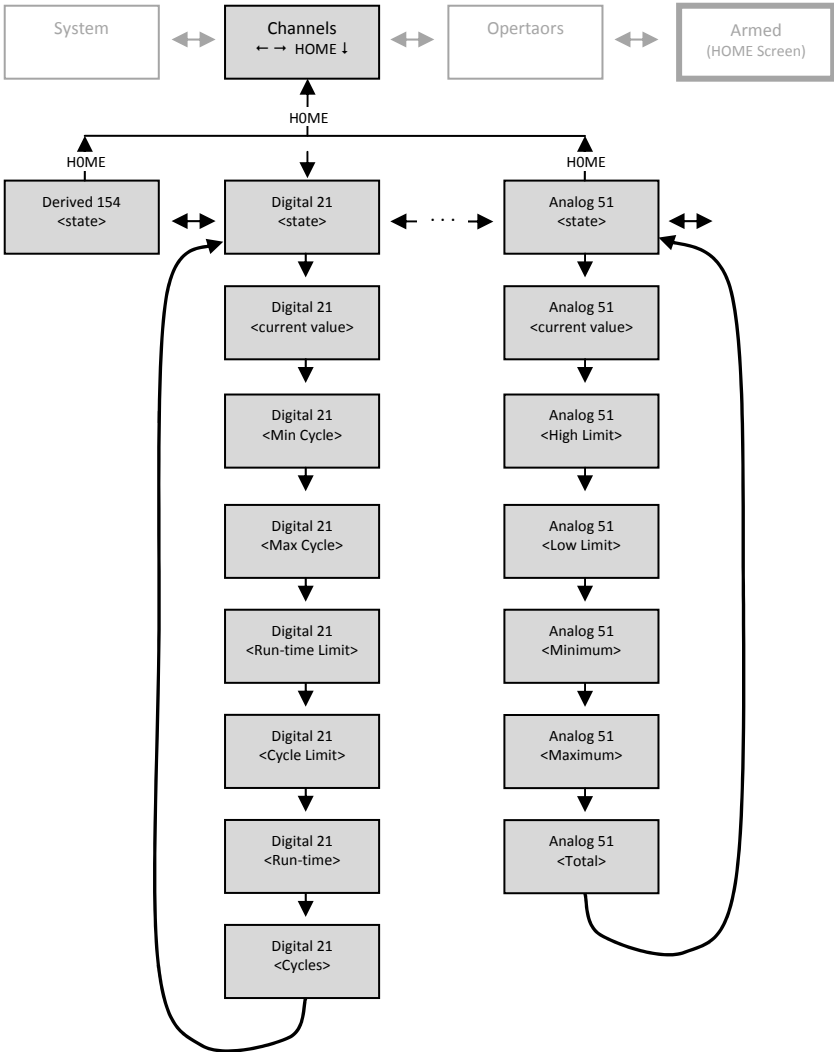 System
Channels
← → HOME ↓
Opertaors
Armed
(HOME Screen)
HOME
HOME
HOME
Derived 154
<state>
Digital 21
<state>
. . .
Analog 51
<state>
Digital 21
<current value>
Analog 51
<current value>
Digital 21
<Min Cycle>
Analog 51
<High Limit>
Digital 21
<Max Cycle>
Analog 51
<Low Limit>
Digital 21
<Run-time Limit>
Analog 51
<Minimum>
Digital 21
<Cycle Limit>
Analog 51
<Maximum>
Digital 21
<Run-time>
Analog 51
<Total>
Digital 21
<Cycles>